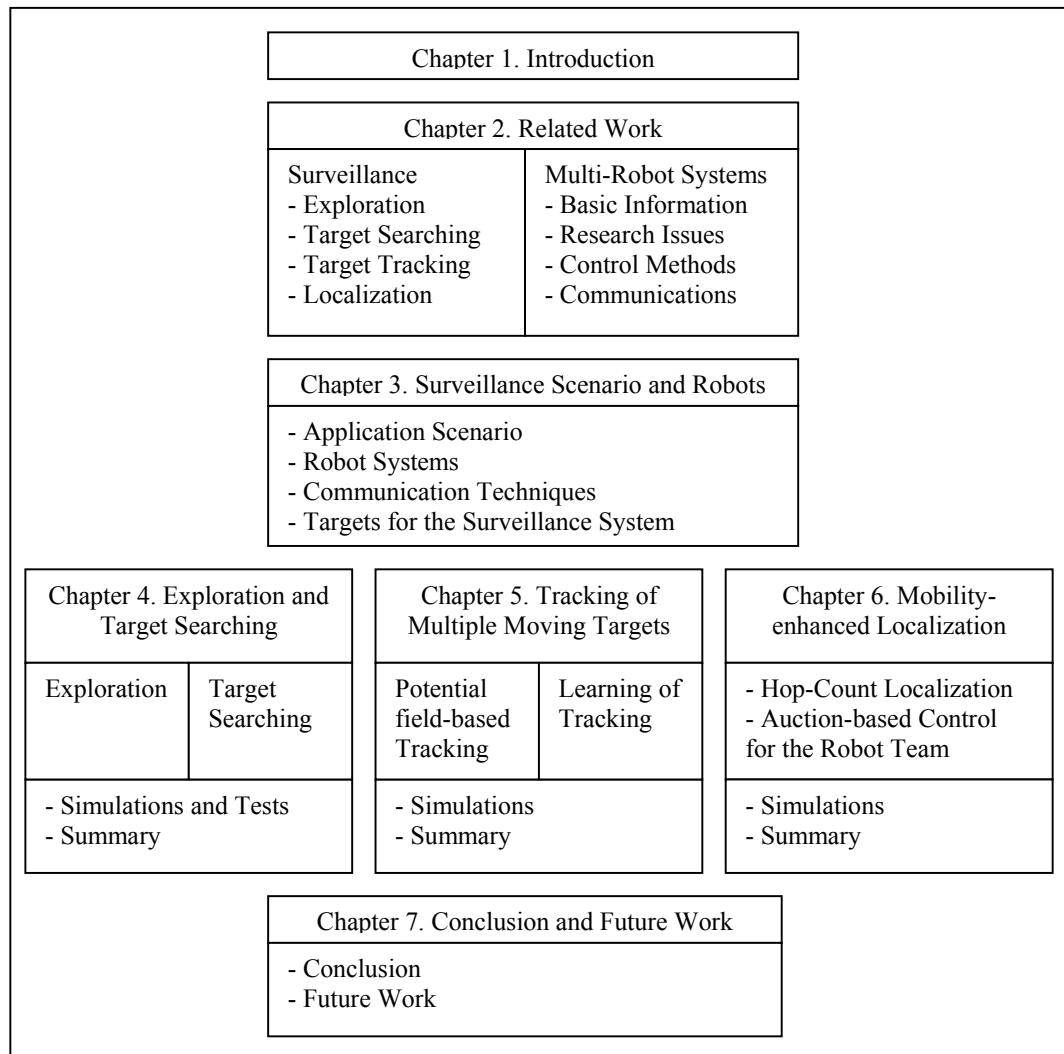 Chapter 1. Introduction
Chapter 2. Related Work
Surveillance
- Exploration
- Target Searching
- Target Tracking
- Localization
Multi-Robot Systems
- Basic Information
- Research Issues
- Control Methods
- Communications
Chapter 3. Surveillance Scenario and Robots
- Application Scenario
- Robot Systems
- Communication Techniques
- Targets for the Surveillance System
Chapter 4. Exploration and
Target Searching
Exploration
Target
Searching
- Simulations and Tests
- Summary
Chapter 5. Tracking of
Multiple Moving Targets
Potential
field-based
Tracking
Learning of
Tracking
- Simulations
- Summary
Chapter 6. Mobility-
enhanced Localization
- Hop-Count Localization
- Auction-based Control
for the Robot Team
- Simulations
- Summary
Chapter 7. Conclusion and Future Work
- Conclusion
- Future Work